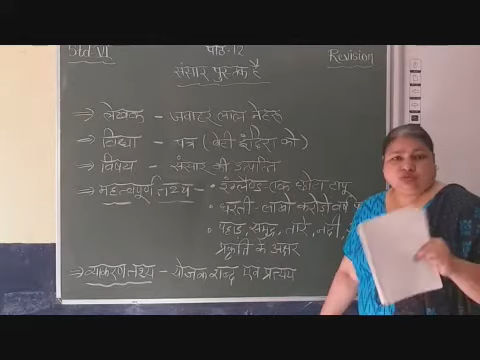 Std-VI
पाठ-12
Revision
संसार पुस्तक है
⇒ लेखक - जवाहर लाल नेहरू
⇒ विद्या - पत्र (बेटी इंदिरा को)
⇒ विषय - संसार की उत्पत्ति
⇒ महत्वपूर्ण तथ्य - • इंग्लैण्ड-एक छोटा टापू
• धरती-लाखों करोडों वर्ष
• पहाड़, समुद्र, तारे, नदी,
प्रकृति के अक्षर
⇒ व्याकरण तथ्य - योजक शब्द एवं प्रत्यय